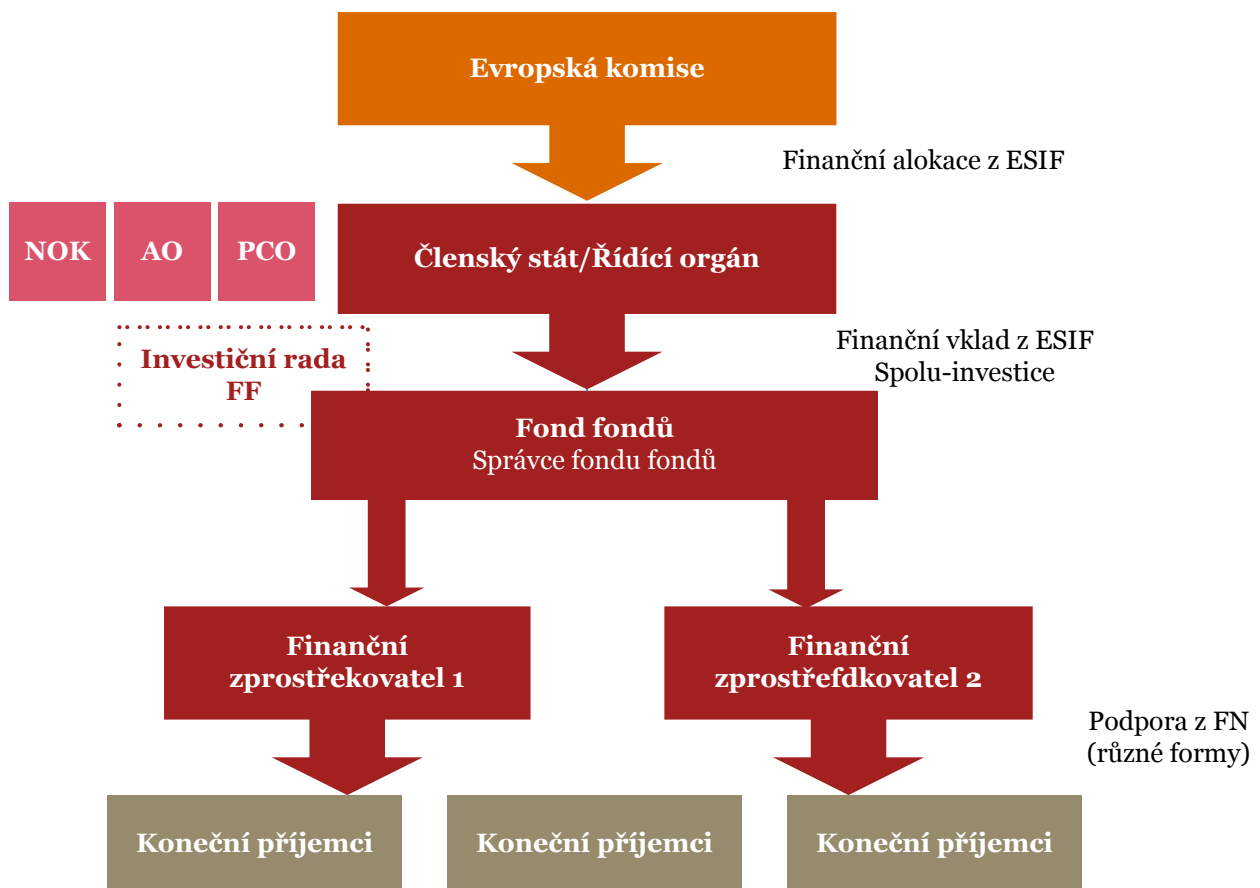 Evropská komise
Finanční alokace z ESIF
NOK
AO
PCO
Členský stát/Řídící orgán
Investiční rada
FF
Finanční vklad z ESIF
Spolu-investice
Fond fondů
Správce fondu fondů
Finanční
zprostřekovatel 1
Finanční
zprostřefdkovatel 2
Podpora z FN
(různé formy)
Koneční příjemci
Koneční příjemci
Koneční příjemci